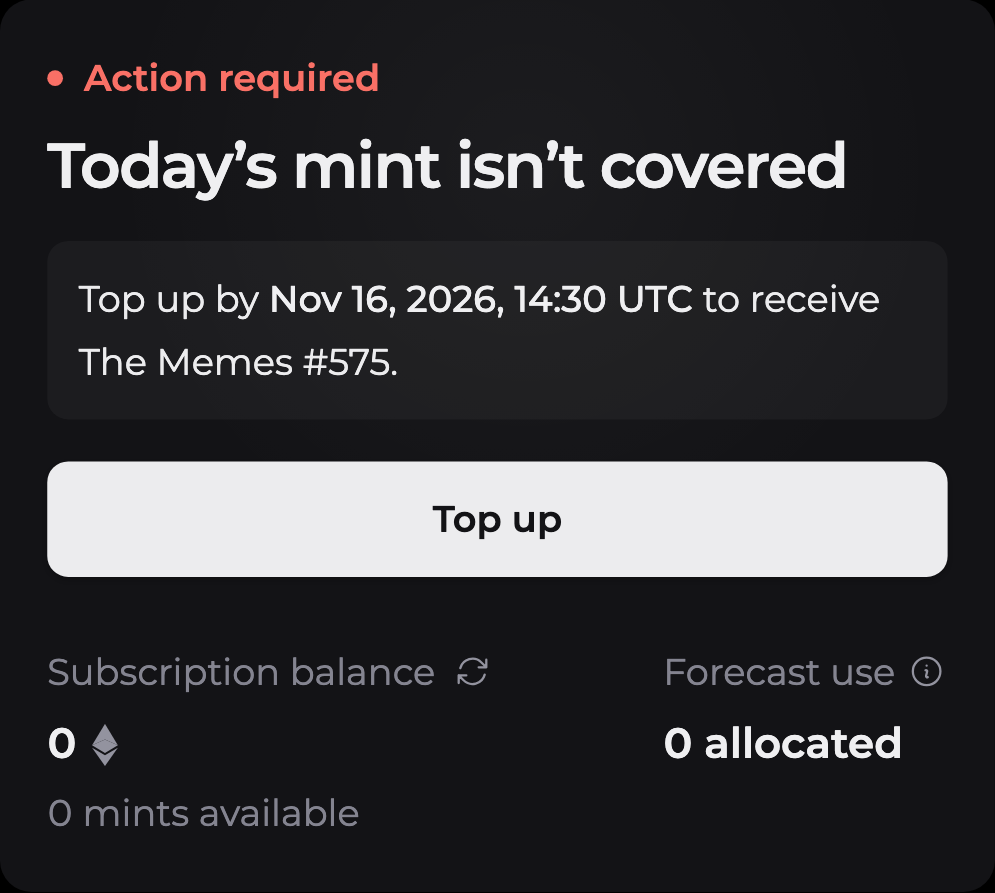 Action required
Today’s mint isn’t covered
Top up by Nov 16, 2026, 14:30 UTC to receive
The Memes #575.
Top up
Subscription balance
Forecast use
0
0 allocated
0 mints available